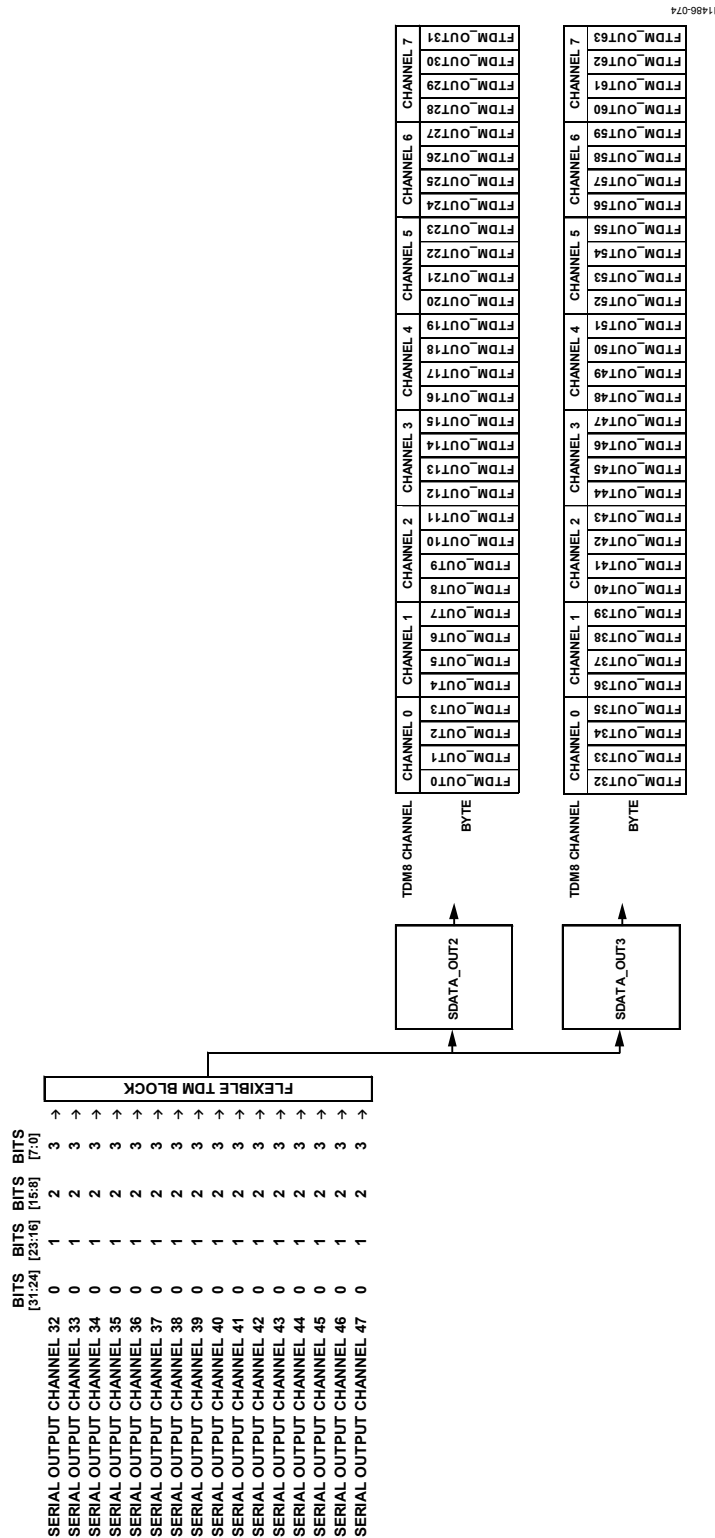 BITS [31:24] BITS [23:16] BITS [15:8] BITS [7:0]
SERIAL OUTPUT CHANNEL 32 0 1 2 3 →
SERIAL OUTPUT CHANNEL 33 0 1 2 3 →
SERIAL OUTPUT CHANNEL 34 0 1 2 3 →
SERIAL OUTPUT CHANNEL 35 0 1 2 3 →
SERIAL OUTPUT CHANNEL 36 0 1 2 3 →
SERIAL OUTPUT CHANNEL 37 0 1 2 3 →
SERIAL OUTPUT CHANNEL 38 0 1 2 3 →
SERIAL OUTPUT CHANNEL 39 0 1 2 3 →
SERIAL OUTPUT CHANNEL 40 0 1 2 3 →
SERIAL OUTPUT CHANNEL 41 0 1 2 3 →
SERIAL OUTPUT CHANNEL 42 0 1 2 3 →
SERIAL OUTPUT CHANNEL 43 0 1 2 3 →
SERIAL OUTPUT CHANNEL 44 0 1 2 3 →
SERIAL OUTPUT CHANNEL 45 0 1 2 3 →
SERIAL OUTPUT CHANNEL 46 0 1 2 3 →
SERIAL OUTPUT CHANNEL 47 0 1 2 3 →
FLEXIBLE TDM BLOCK
SDATA_OUT2
TDM8 CHANNEL
CHANNEL 0
CHANNEL 1
CHANNEL 2
CHANNEL 3
CHANNEL 4
CHANNEL 5
CHANNEL 6
CHANNEL 7
BYTE
FTDM_OUT0
FTDM_OUT1
FTDM_OUT2
FTDM_OUT3
FTDM_OUT4
FTDM_OUT5
FTDM_OUT6
FTDM_OUT7
FTDM_OUT8
FTDM_OUT9
FTDM_OUT10
FTDM_OUT11
FTDM_OUT12
FTDM_OUT13
FTDM_OUT14
FTDM_OUT15
FTDM_OUT16
FTDM_OUT17
FTDM_OUT18
FTDM_OUT19
FTDM_OUT20
FTDM_OUT21
FTDM_OUT22
FTDM_OUT23
FTDM_OUT24
FTDM_OUT25
FTDM_OUT26
FTDM_OUT27
FTDM_OUT28
FTDM_OUT29
FTDM_OUT30
FTDM_OUT31
SDATA_OUT3
TDM8 CHANNEL
CHANNEL 0
CHANNEL 1
CHANNEL 2
CHANNEL 3
CHANNEL 4
CHANNEL 5
CHANNEL 6
CHANNEL 7
BYTE
FTDM_OUT32
FTDM_OUT33
FTDM_OUT34
FTDM_OUT35
FTDM_OUT36
FTDM_OUT37
FTDM_OUT38
FTDM_OUT39
FTDM_OUT40
FTDM_OUT41
FTDM_OUT42
FTDM_OUT43
FTDM_OUT44
FTDM_OUT45
FTDM_OUT46
FTDM_OUT47
FTDM_OUT48
FTDM_OUT49
FTDM_OUT50
FTDM_OUT51
FTDM_OUT52
FTDM_OUT53
FTDM_OUT54
FTDM_OUT55
FTDM_OUT56
FTDM_OUT57
FTDM_OUT58
FTDM_OUT59
FTDM_OUT60
FTDM_OUT61
FTDM_OUT62
FTDM_OUT63